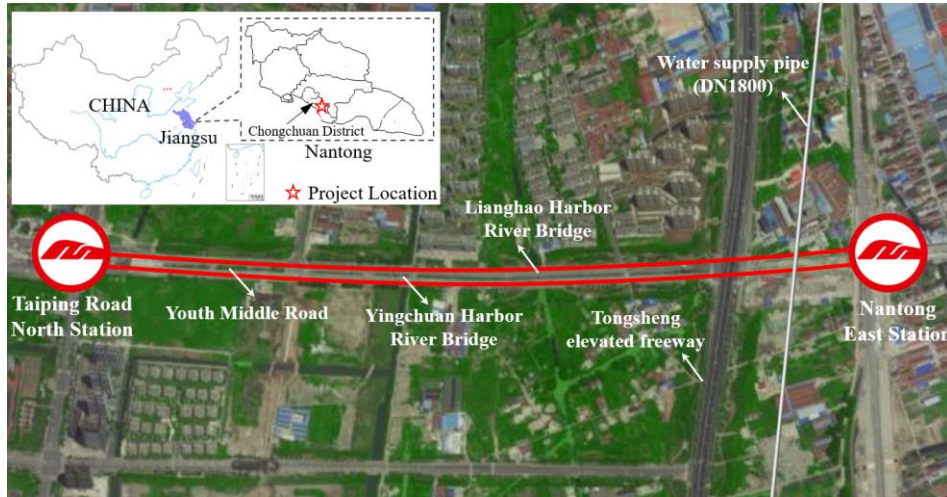 CHINA
Jiangsu
Chongchuan District
Nantong
Project Location
Water supply pipe
(DN1800)
Lianghao Harbor
River Bridge
Taiping Road
North Station
Youth Middle Road
Yingchuan Harbor
River Bridge
Tongsheng
elevated freeway
Nantong
East Station